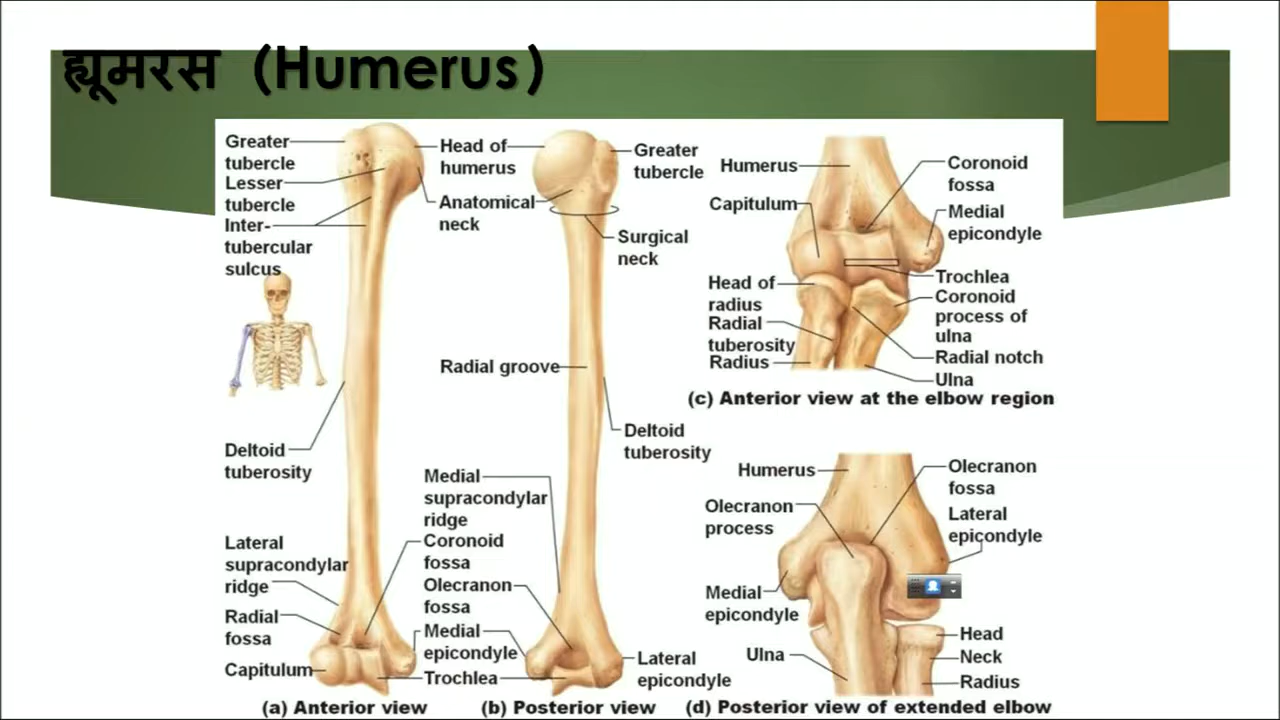 ह्यूमरस (Humerus)
Greater
tubercle
Lesser
tubercle
Inter-
tubercular
sulcus
Deltoid
tuberosity
Lateral
supracondylar
ridge
Radial
fossa
Capitulum
Head of
humerus
Anatomical
neck
Radial groove
Medial
supracondylar
ridge
Coronoid
fossa
Olecranon
fossa
Medial
epicondyle
Trochlea
(a) Anterior view
Greater
tubercle
Surgical
neck
Deltoid
tuberosity
Lateral
epicondyle
(b) Posterior view
Humerus
Capitulum
Head of
radius
Radial
tuberosity
Radius
Coronoid
fossa
Medial
epicondyle
Trochlea
Coronoid
process of
ulna
Radial notch
Ulna
(c) Anterior view at the elbow region
Humerus
Olecranon
process
Medial
epicondyle
Ulna
Olecranon
fossa
Lateral
epicondyle
Head
Neck
Radius
(d) Posterior view of extended elbow